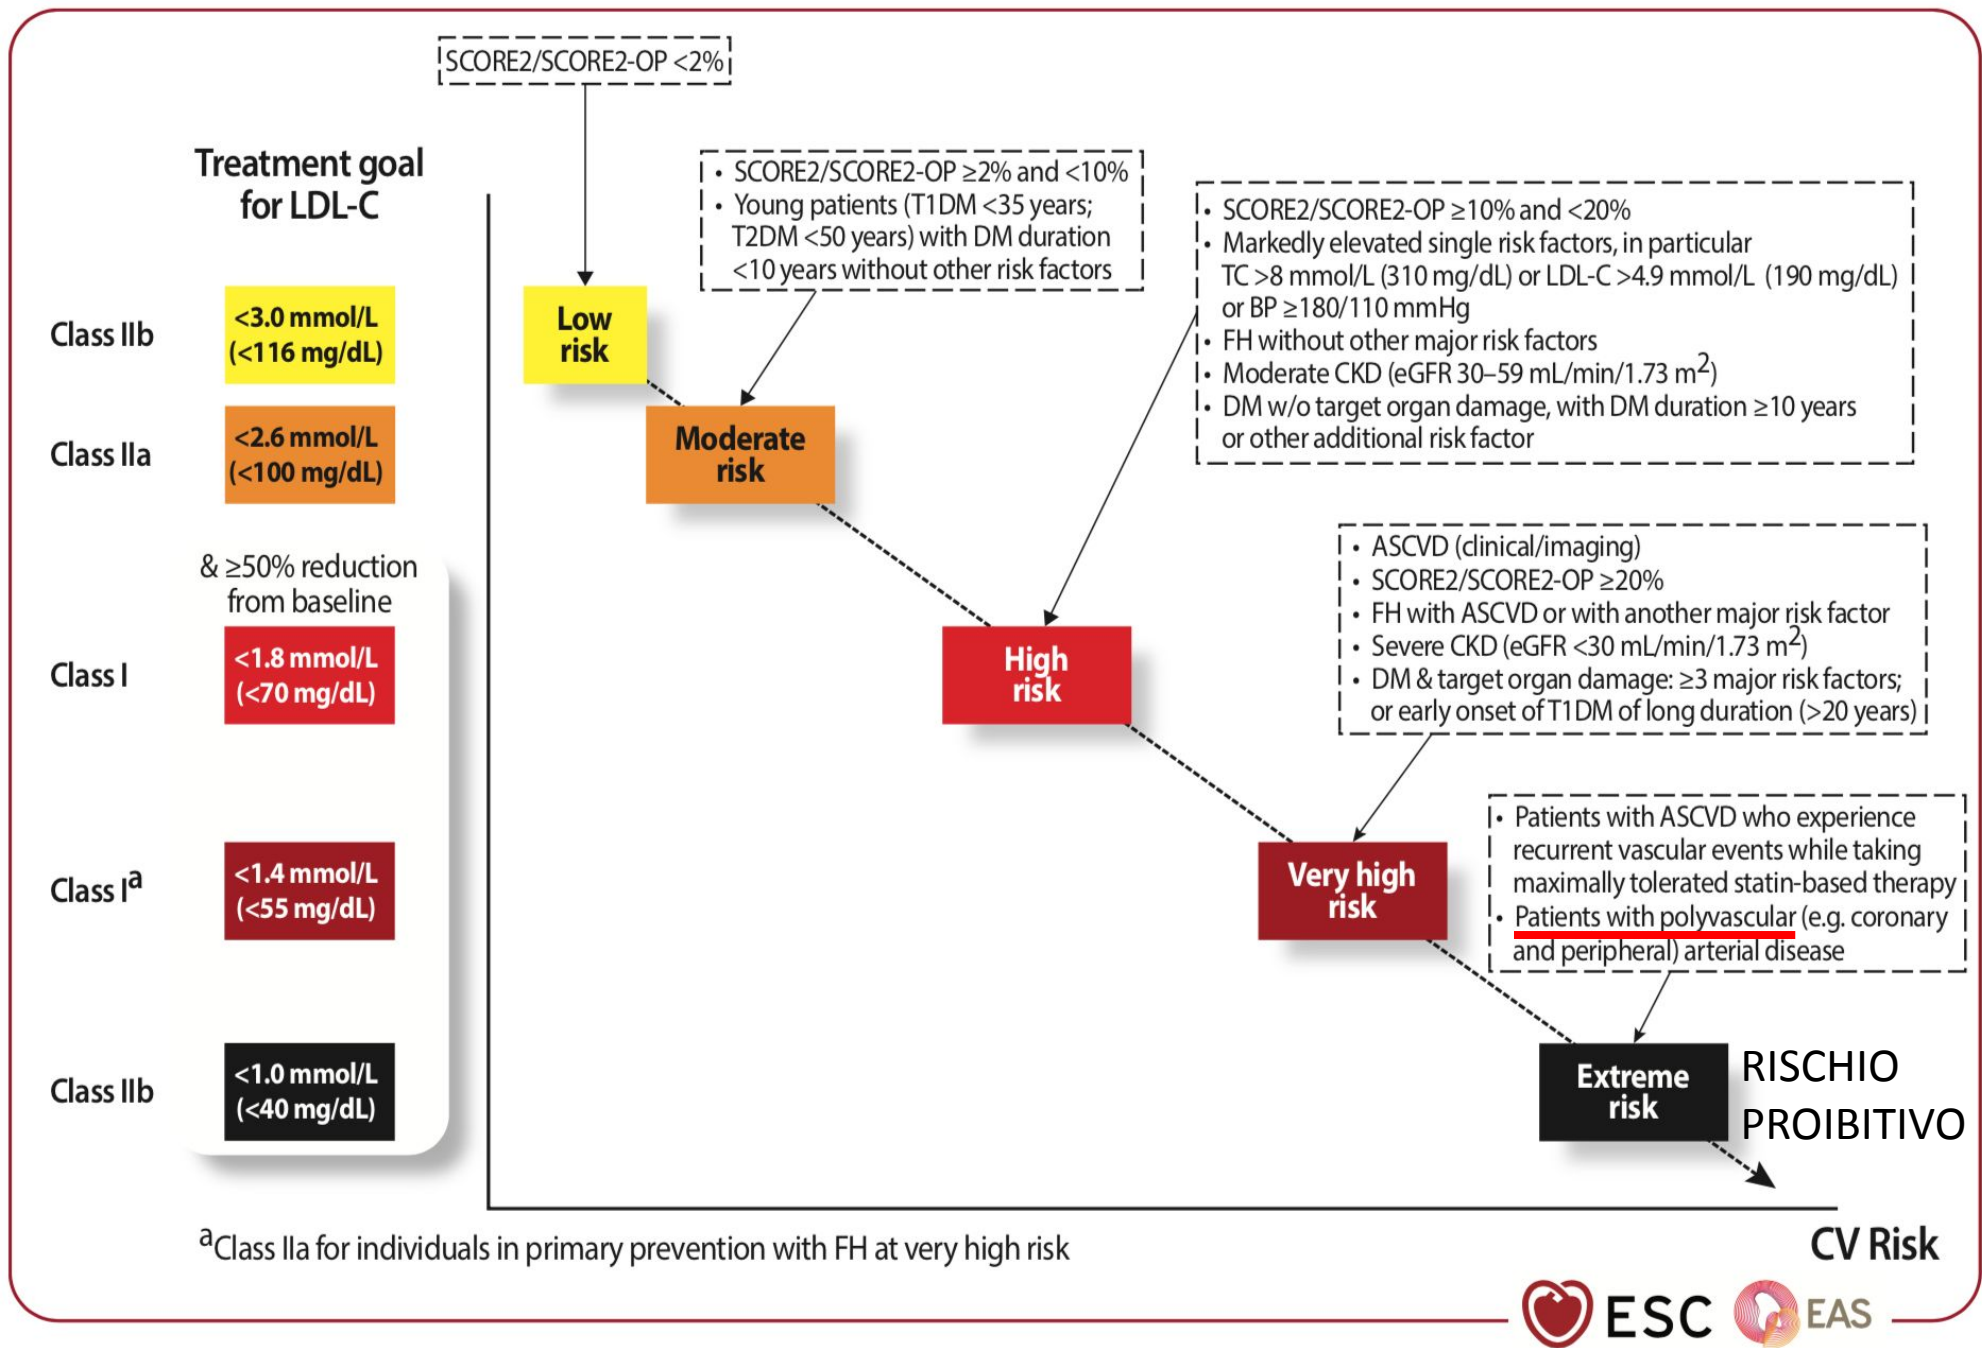 SCORE2/SCORE2-OP <2%
Treatment goal
for LDL-C
• SCORE2/SCORE2-OP ≥2% and <10%
• Young patients (T1DM <35 years;
T2DM <50 years) with DM duration
<10 years without other risk factors
• SCORE2/SCORE2-OP ≥10% and <20%
• Markedly elevated single risk factors, in particular
TC >8 mmol/L (310 mg/dL) or LDL-C >4.9 mmol/L (190 mg/dL)
or BP ≥180/110 mmHg
• FH without other major risk factors
• Moderate CKD (eGFR 30–59 mL/min/1.73 m²)
• DM w/o target organ damage, with DM duration ≥10 years
or other additional risk factor
Class IIb
<3.0 mmol/L
(<116 mg/dL)
Low
risk
Class IIa
<2.6 mmol/L
(<100 mg/dL)
Moderate
risk
& ≥50% reduction
from baseline
• ASCVD (clinical/imaging)
• SCORE2/SCORE2-OP ≥20%
• FH with ASCVD or with another major risk factor
• Severe CKD (eGFR <30 mL/min/1.73 m²)
• DM & target organ damage: ≥3 major risk factors;
or early onset of T1DM of long duration (>20 years)
Class I
<1.8 mmol/L
(<70 mg/dL)
High
risk
• Patients with ASCVD who experience
recurrent vascular events while taking
maximally tolerated statin-based therapy
• Patients with polyvascular (e.g. coronary
and peripheral) arterial disease
Class Iᵃ
<1.4 mmol/L
(<55 mg/dL)
Very high
risk
Class IIb
<1.0 mmol/L
(<40 mg/dL)
Extreme
risk
RISCHIO
PROIBITIVO
CV Risk
ᵃClass IIa for individuals in primary prevention with FH at very high risk
ESC
EAS